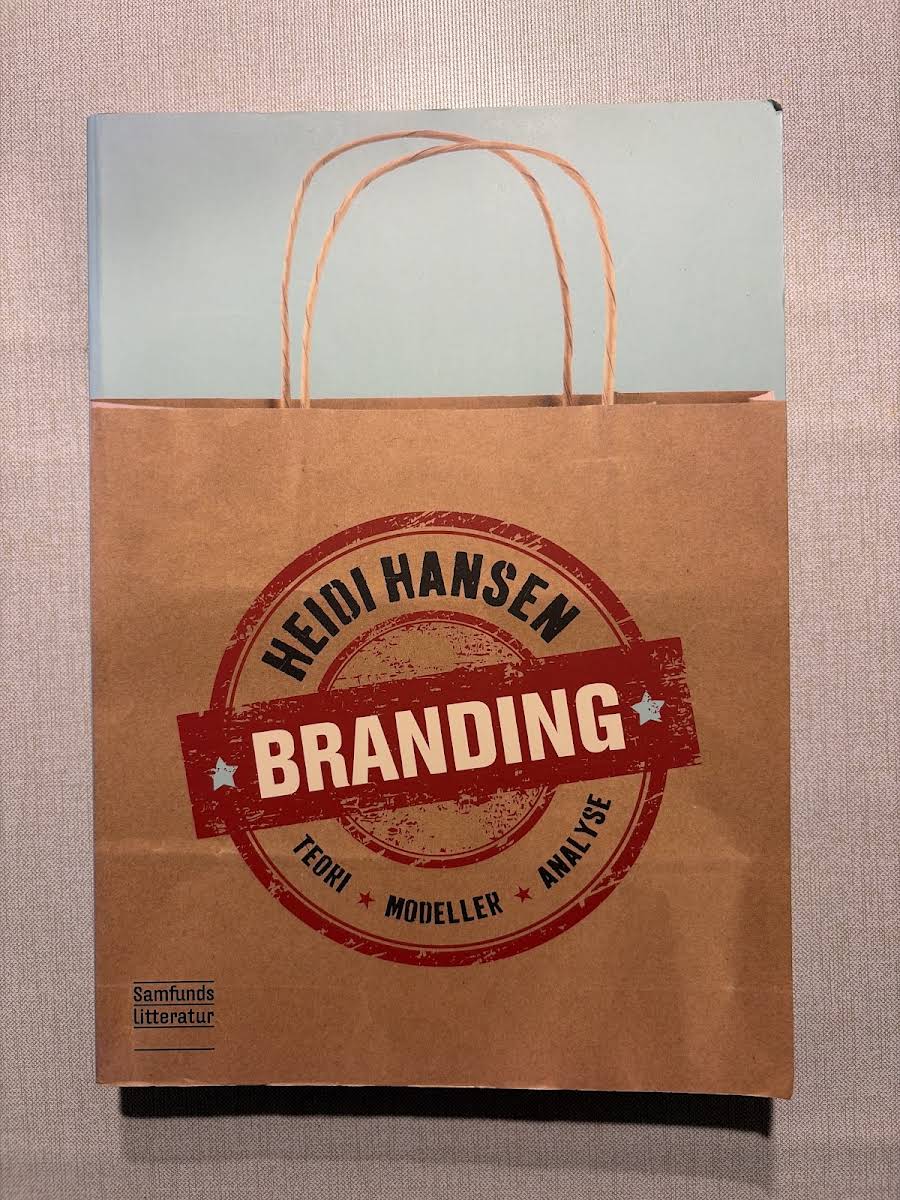 HEIDI HANSEN
BRANDING
TEORI ★ MODELLER ★ ANALYSE
Samfunds
litteratur